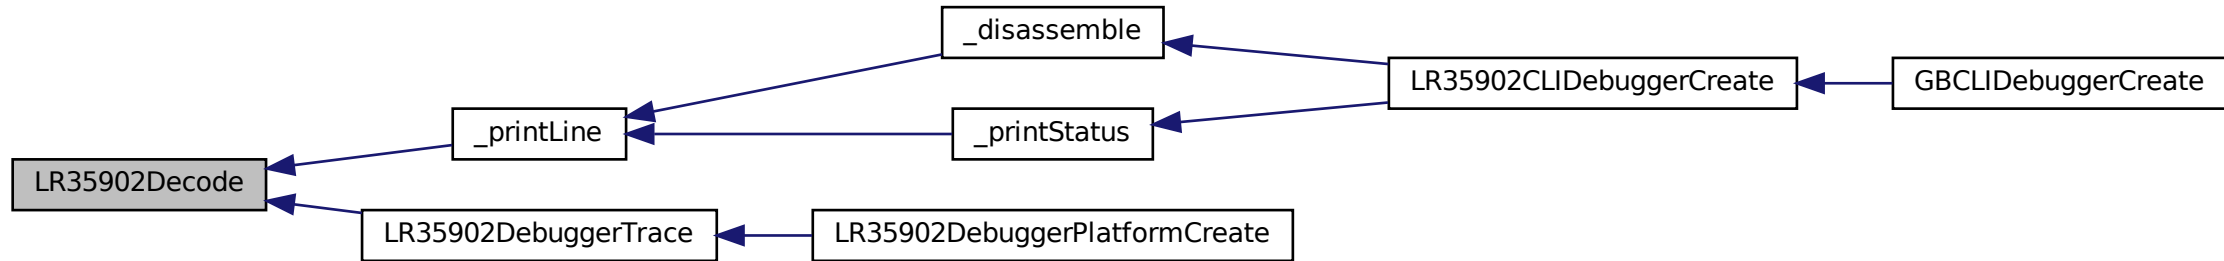 _disassemble
LR35902CLIDebuggerCreate
GBCLIDebuggerCreate
_printLine
_printStatus
LR35902Decode
LR35902DebuggerTrace
LR35902DebuggerPlatformCreate